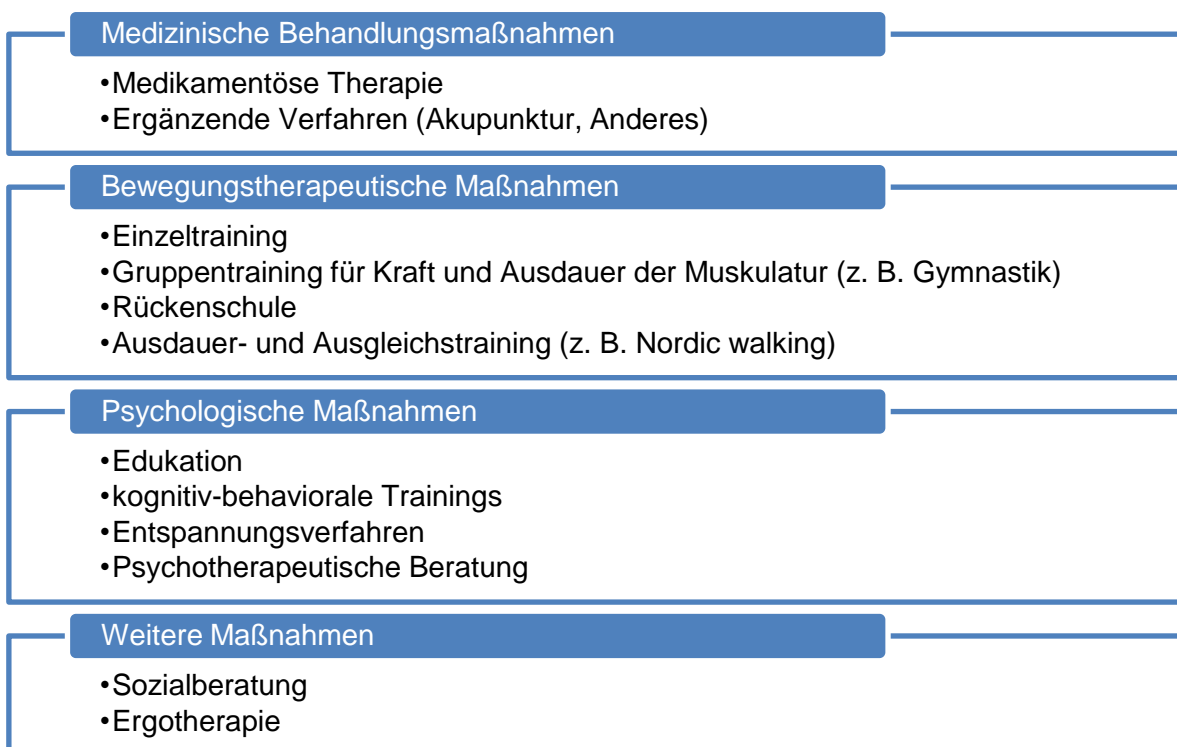 Medizinische Behandlungsmaßnahmen
•Medikamentöse Therapie
•Ergänzende Verfahren (Akupunktur, Anderes)
Bewegungstherapeutische Maßnahmen
•Einzeltraining
•Gruppentraining für Kraft und Ausdauer der Muskulatur (z. B. Gymnastik)
•Rückenschule
•Ausdauer- und Ausgleichstraining (z. B. Nordic walking)
Psychologische Maßnahmen
•Edukation
•kognitiv-behaviorale Trainings
•Entspannungsverfahren
•Psychotherapeutische Beratung
Weitere Maßnahmen
•Sozialberatung
•Ergotherapie